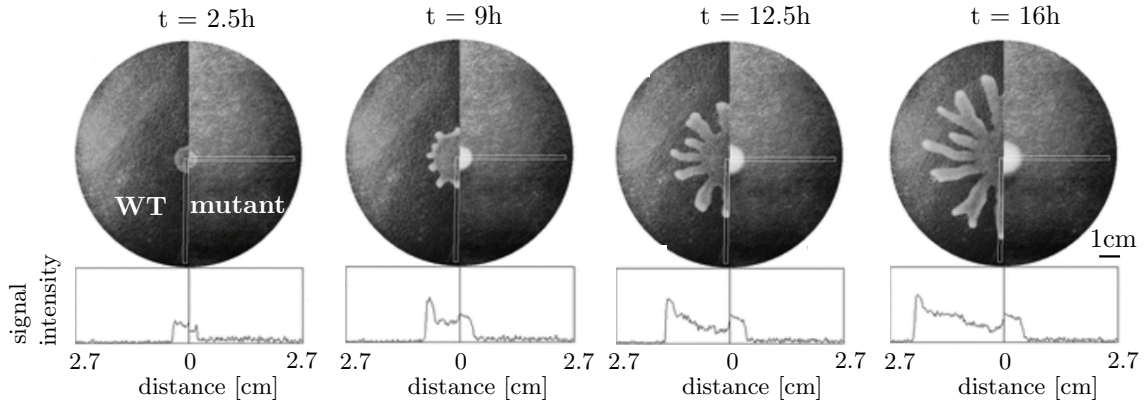 t = 2.5h
t = 9h
t = 12.5h
t = 16h
WT mutant
1cm
signal
intensity
2.7 0 2.7
2.7 0 2.7
2.7 0 2.7
2.7 0 2.7
distance [cm]
distance [cm]
distance [cm]
distance [cm]